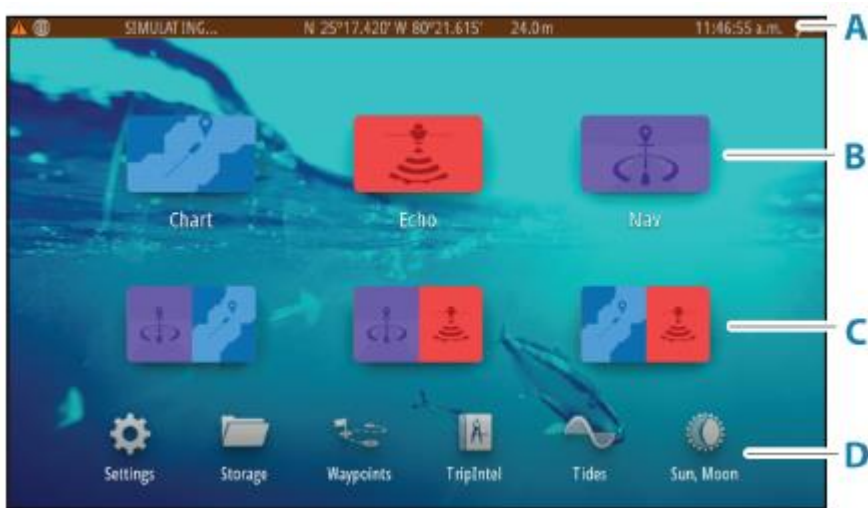 SIMULATING... N 25°17.420' W 80°21.615' 24.0 m 11:46:55 a.m. A
B
Chart Echo Nav
C
D
Settings Storage Waypoints TripIntel Tides Sun, Moon